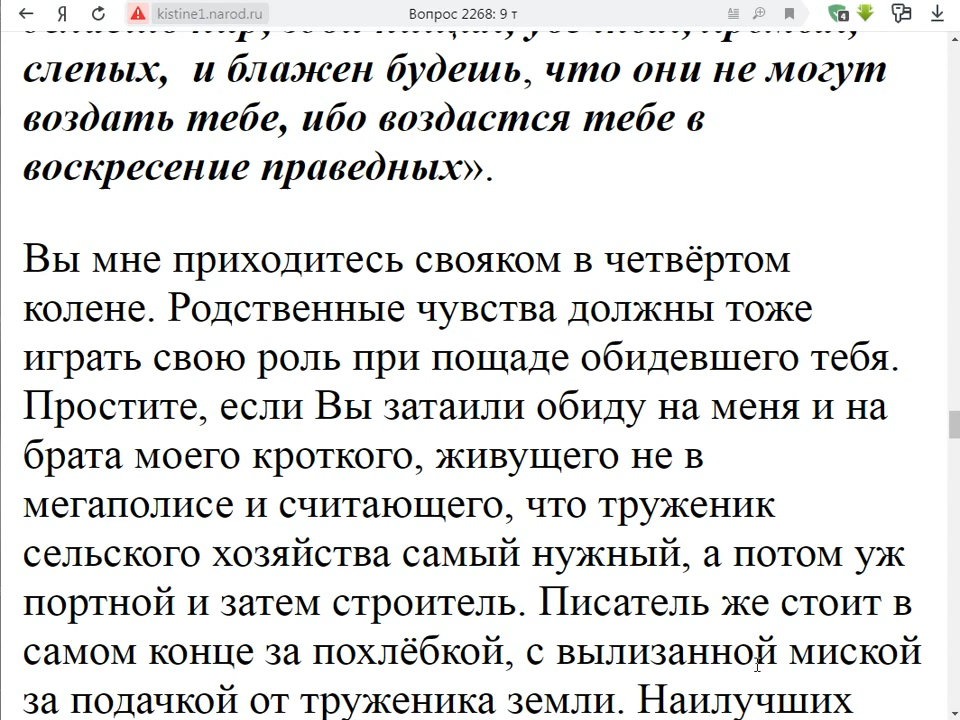 kistine1.narod.ru
Вопрос 2268: 9 т
4
слепых, и блажен будешь, что они не могут
воздать тебе, ибо воздастся тебе в
воскресение праведных».
Вы мне приходитесь свояком в четвёртом
колене. Родственные чувства должны тоже
играть свою роль при пощаде обидевшего тебя.
Простите, если Вы затаили обиду на меня и на
брата моего кроткого, живущего не в
мегаполисе и считающего, что труженик
сельского хозяйства самый нужный, а потом уж
портной и затем строитель. Писатель же стоит в
самом конце за похлёбкой, с вылизанной миской
за подачкой от труженика земли. Наилучших